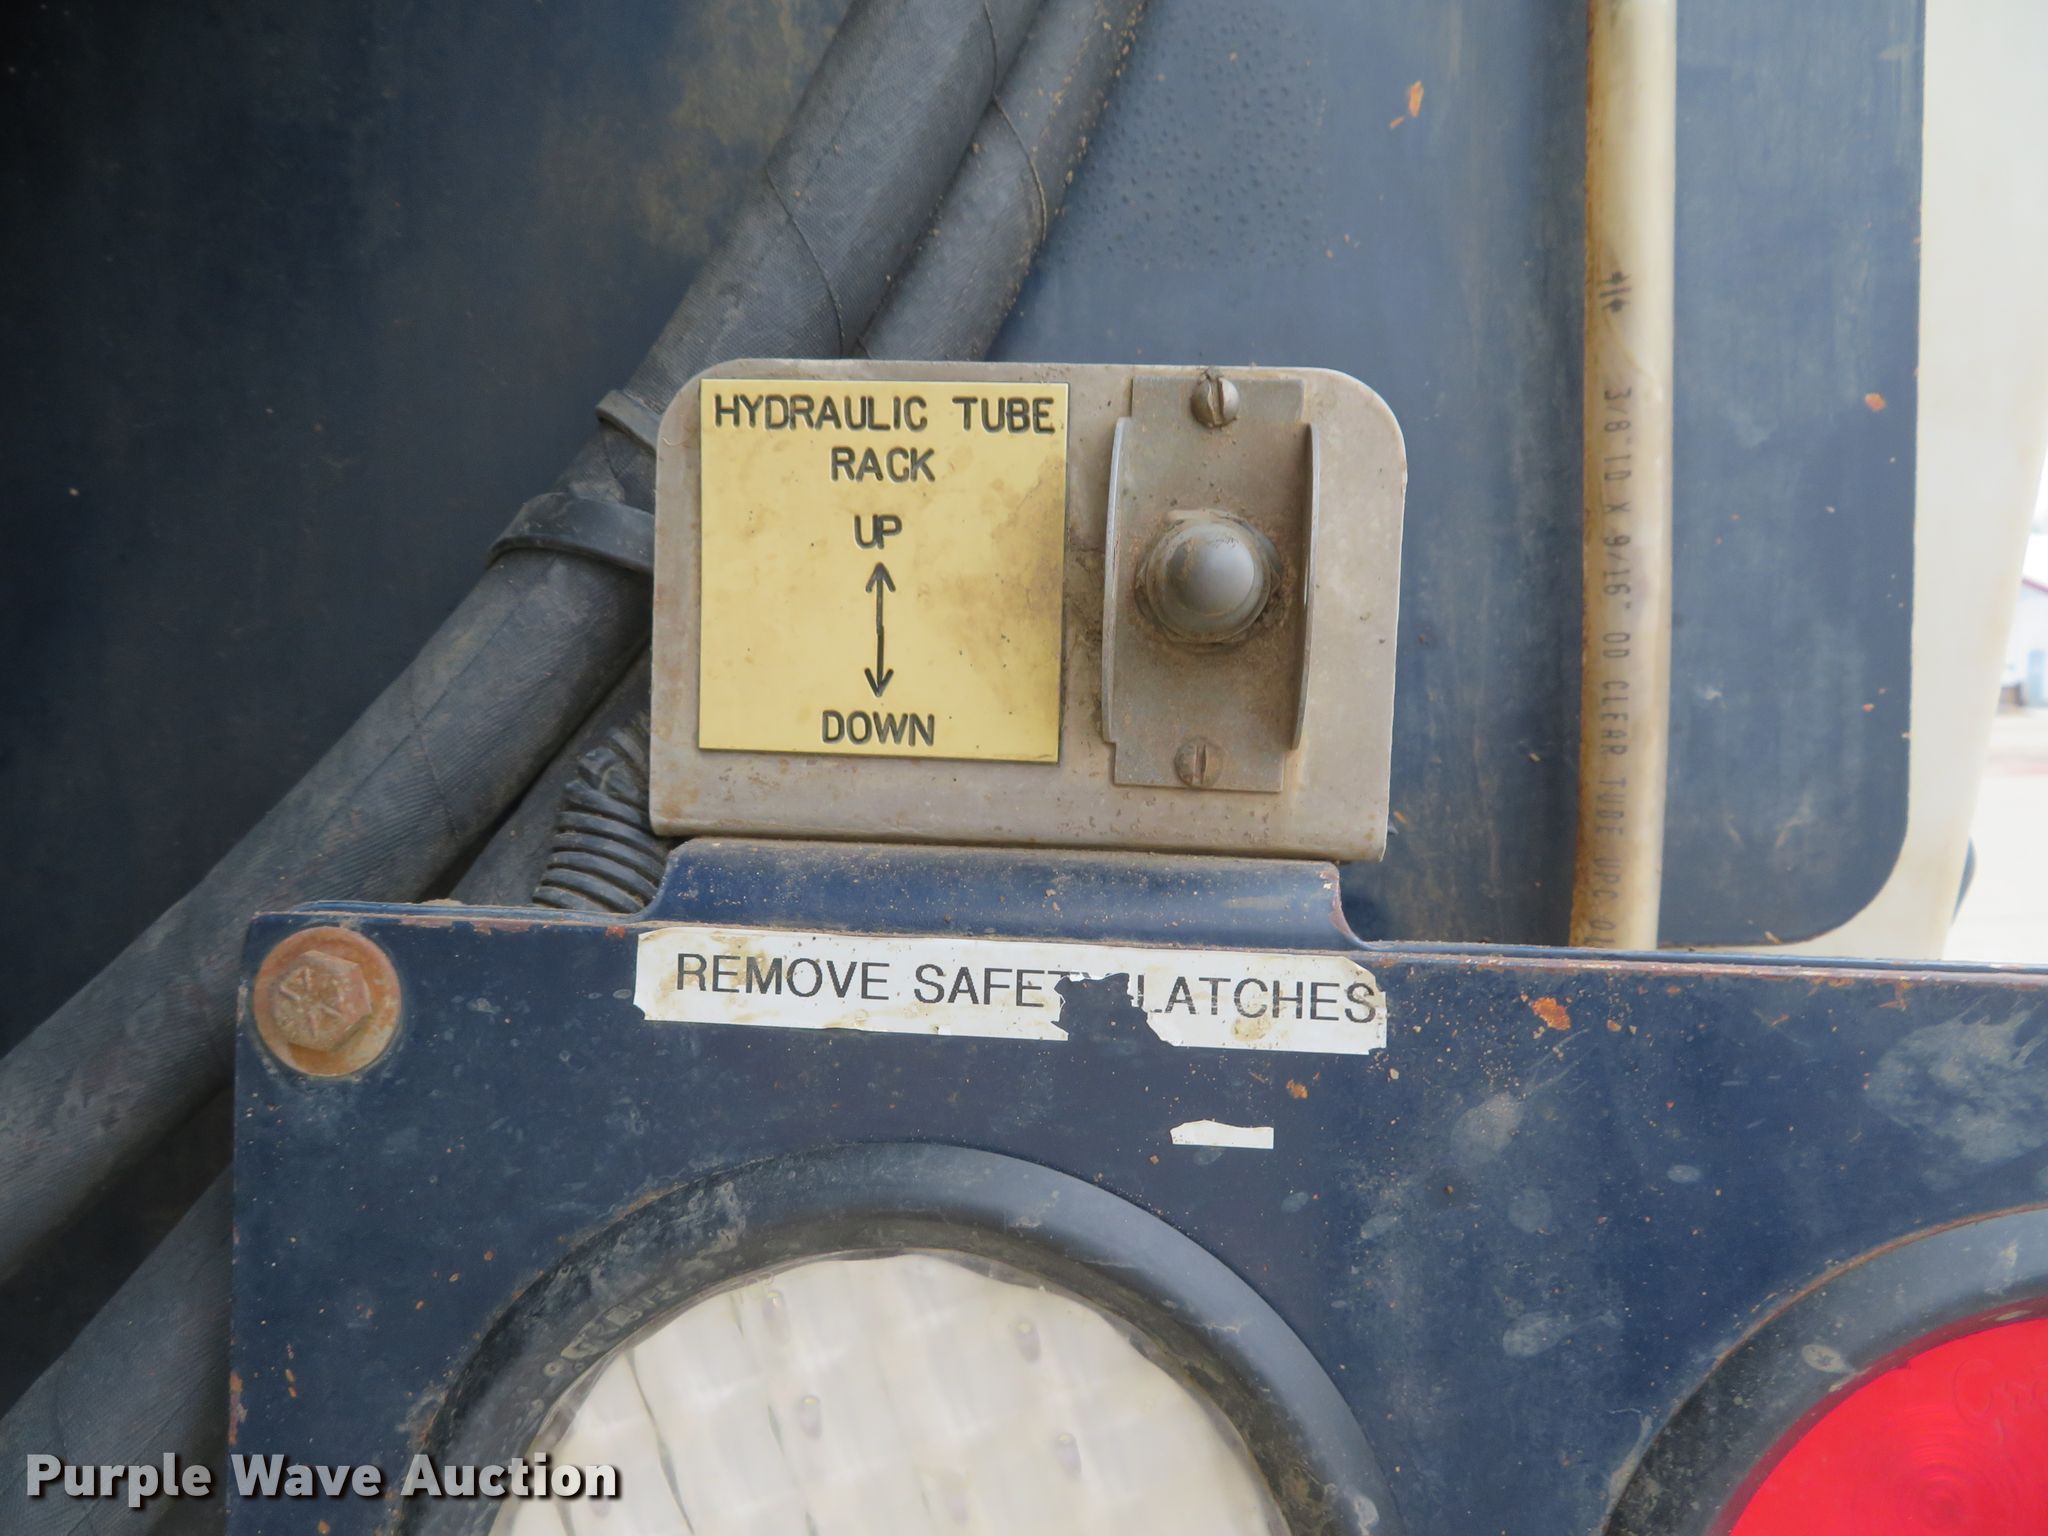 HYDRAULIC TUBE
RACK
UP
DOWN
3/8" ID X 9/16" OD CLEAR TUBE UPC
REMOVE SAFETY LATCHES
Purple Wave Auction